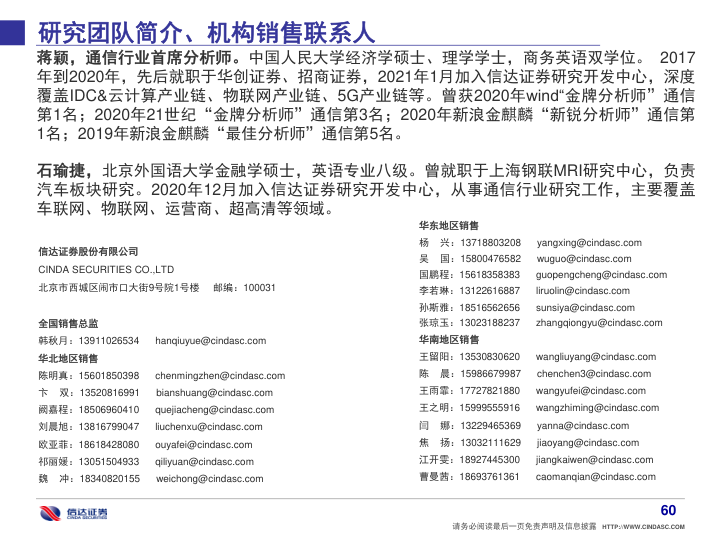 研究团队简介、机构销售联系人
蒋颖，通信行业首席分析师。中国人民大学经济学硕士、理学学士，商务英语双学位。 2017
年到2020年，先后就职于华创证券、招商证券，2021年1月加入信达证券研究开发中心，深度
覆盖IDC&云计算产业链、物联网产业链、5G产业链等。曾获2020年wind“金牌分析师”通信
第1名；2020年21世纪“金牌分析师”通信第3名；2020年新浪金麒麟“新锐分析师”通信第
1名；2019年新浪金麒麟“最佳分析师”通信第5名。
石瑜捷，北京外国语大学金融学硕士，英语专业八级。曾就职于上海钢联MRI研究中心，负责
汽车板块研究。2020年12月加入信达证券研究开发中心，从事通信行业研究工作，主要覆盖
车联网、物联网、运营商、超高清等领域。
信达证券股份有限公司
CINDA SECURITIES CO.,LTD
北京市西城区闹市口大街9号院1号楼 邮编：100031
全国销售总监
韩秋月：13911026534 hanqiuyue@cindasc.com
华北地区销售
陈明真：15601850398 chenmingzhen@cindasc.com
卞 双：13520816991 bianshuang@cindasc.com
阙嘉程：18506960410 quejiacheng@cindasc.com
刘晨旭：13816799047 liuchenxu@cindasc.com
欧亚菲：18618428080 ouyafei@cindasc.com
祁丽媛：13051504933 qiliyuan@cindasc.com
魏 冲：18340820155 weichong@cindasc.com
华东地区销售
杨 兴：13718803208 yangxing@cindasc.com
吴 国：15800476582 wuguo@cindasc.com
国鹏程：15618358383 guopengcheng@cindasc.com
李若琳：13122616887 liruolin@cindasc.com
孙斯雅：18516562656 sunsiya@cindasc.com
张琼玉：13023188237 zhangqiongyu@cindasc.com
华南地区销售
王留阳：13530830620 wangliuyang@cindasc.com
陈 晨：15986679987 chenchen3@cindasc.com
王雨霏：17727821880 wangyufei@cindasc.com
王之明：15999555916 wangzhiming@cindasc.com
闫 娜：13229465369 yanna@cindasc.com
焦 扬：13032111629 jiaoyang@cindasc.com
江开雯：18927445300 jiangkaiwen@cindasc.com
曹曼茜：18693761361 caomanqian@cindasc.com
信达证券
CINDA SECURITIES
60
请务必阅读最后一页免责声明及信息披露 HTTP://WWW.CINDASC.COM